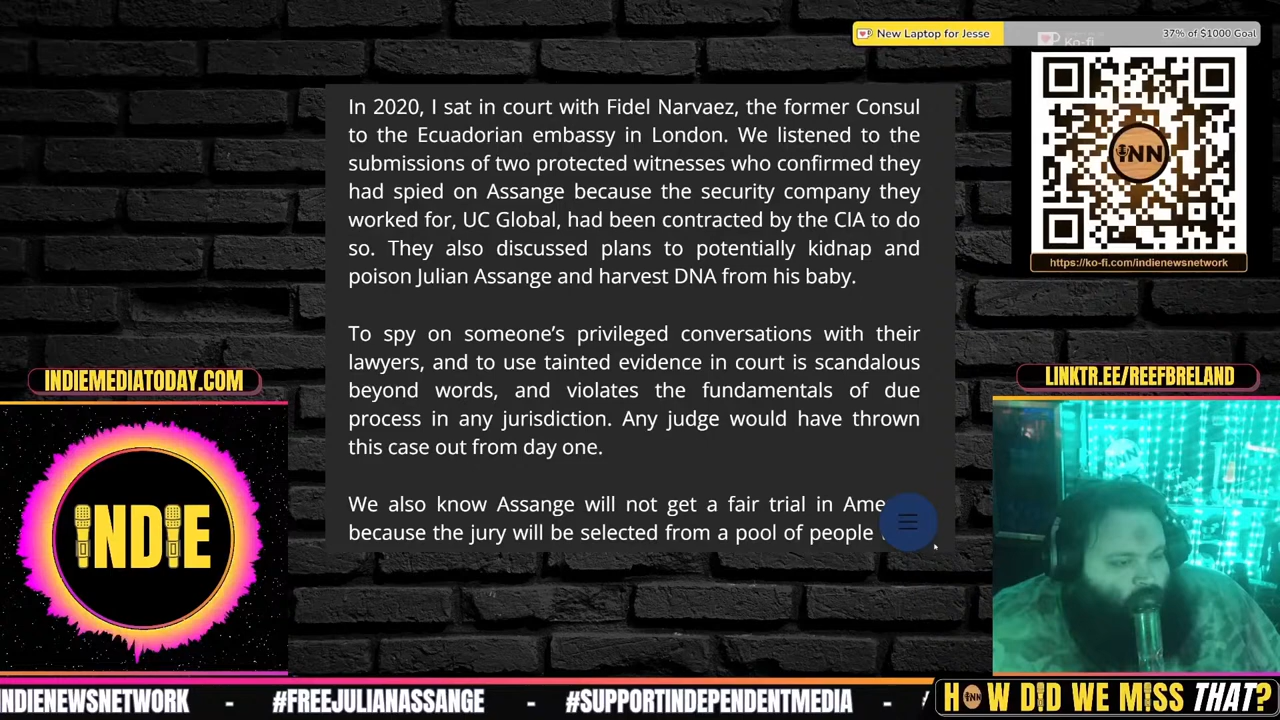 New Laptop for Jesse
37% of $1000 Goal
Ko-fi
In 2020, I sat in court with Fidel Narvaez, the former Consul
to the Ecuadorian embassy in London. We listened to the
submissions of two protected witnesses who confirmed they
had spied on Assange because the security company they
worked for, UC Global, had been contracted by the CIA to do
so. They also discussed plans to potentially kidnap and
poison Julian Assange and harvest DNA from his baby.
To spy on someone’s privileged conversations with their
lawyers, and to use tainted evidence in court is scandalous
beyond words, and violates the fundamentals of due
process in any jurisdiction. Any judge would have thrown
this case out from day one.
We also know Assange will not get a fair trial in Ame
because the jury will be selected from a pool of people
INN
https://ko-fi.com/indienewsnetwork
INDIEMEDIATODAY.COM
INDIE
LINKTR.EE/REEFBRELAND
INDIENEWSNETWORK - #FREEJULIANASSANGE - #SUPPORTINDEPENDENTMEDIA -
HOW DID WE MISS THAT?